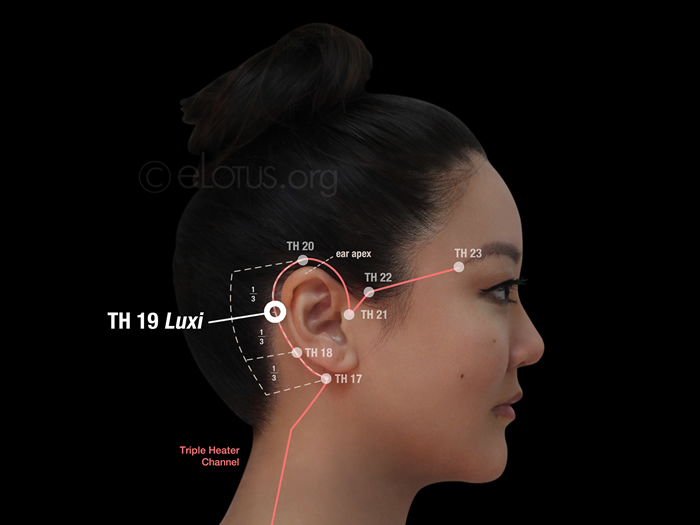 © eLotus.org
TH 20
ear apex
TH 23
TH 22
1/3
TH 19 Luxi
TH 21
1/3
TH 18
1/3
TH 17
Triple Heater
Channel